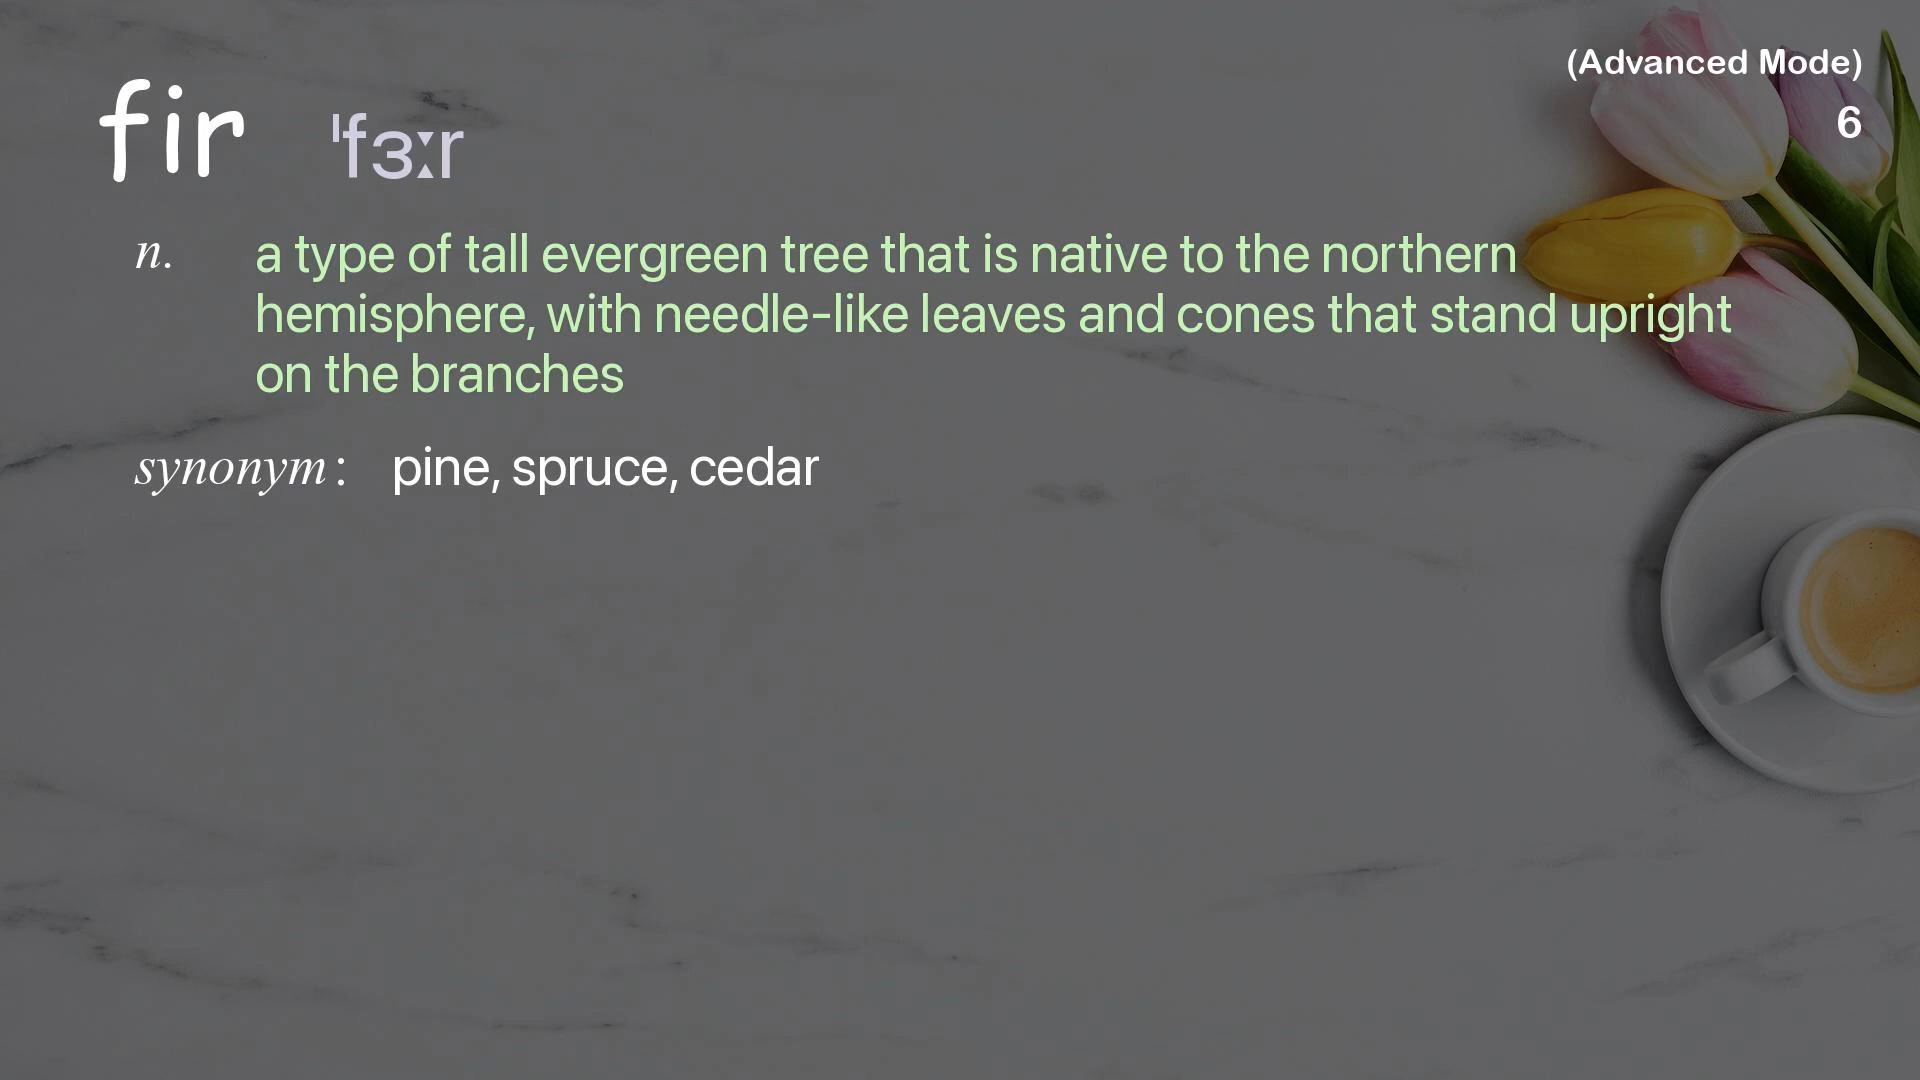 (Advanced Mode)
6
fir ˈfɜːr
n. a type of tall evergreen tree that is native to the northern
hemisphere, with needle-like leaves and cones that stand upright
on the branches
synonym: pine, spruce, cedar